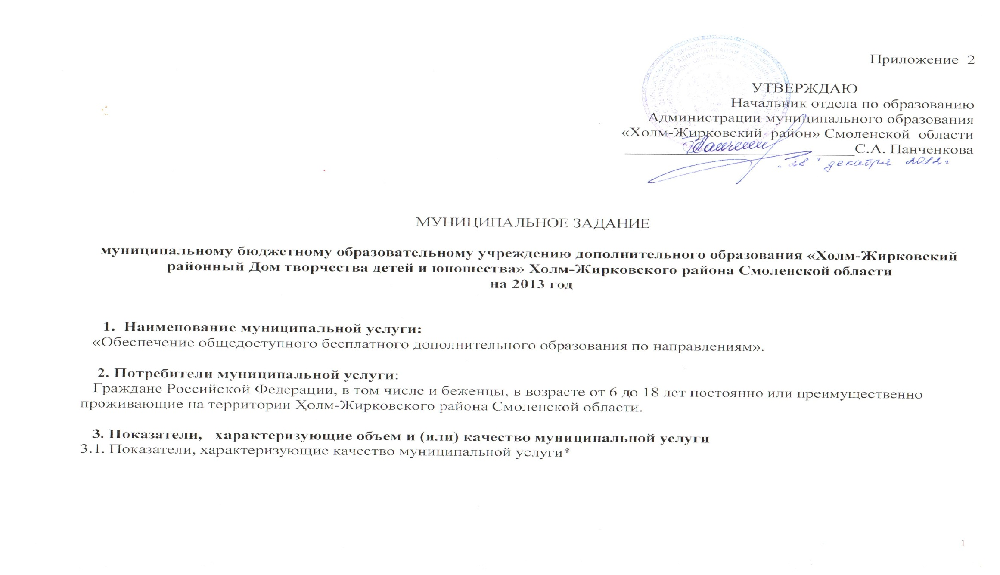 Приложение 2
УТВЕРЖДАЮ
Начальник отдела по образованию
Администрации муниципального образования
«Холм-Жирковский район» Смоленской области
С.А. Панченкова
декабря 2012 г
МУНИЦИПАЛЬНОЕ ЗАДАНИЕ
муниципальному бюджетному образовательному учреждению дополнительного образования «Холм-Жирковский
районный Дом творчества детей и юношества» Холм-Жирковского района Смоленской области
на 2013 год
1. Наименование муниципальной услуги:
«Обеспечение общедоступного бесплатного дополнительного образования по направлениям».
2. Потребители муниципальной услуги:
Граждане Российской Федерации, в том числе и беженцы, в возрасте от 6 до 18 лет постоянно или преимущественно
проживающие на территории Холм-Жирковского района Смоленской области.
3. Показатели, характеризующие объем и (или) качество муниципальной услуги
3.1. Показатели, характеризующие качество муниципальной услуги*
1